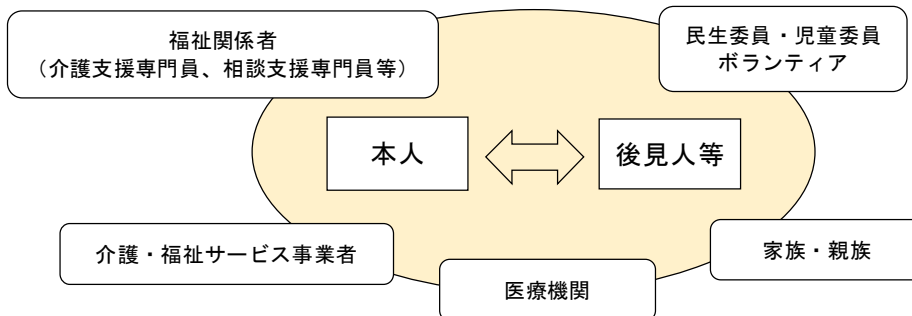 福祉関係者
（介護支援専門員、相談支援専門員等）
民生委員・児童委員
ボランティア
本人
後見人等
介護・福祉サービス事業者
家族・親族
医療機関